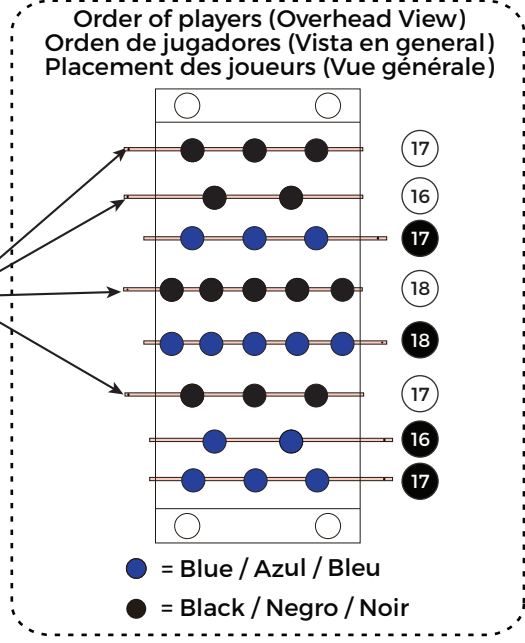 Order of players (Overhead View)
Orden de jugadores (Vista en general)
Placement des joueurs (Vue générale)
17
16
17
18
18
17
16
17
= Blue / Azul / Bleu
= Black / Negro / Noir